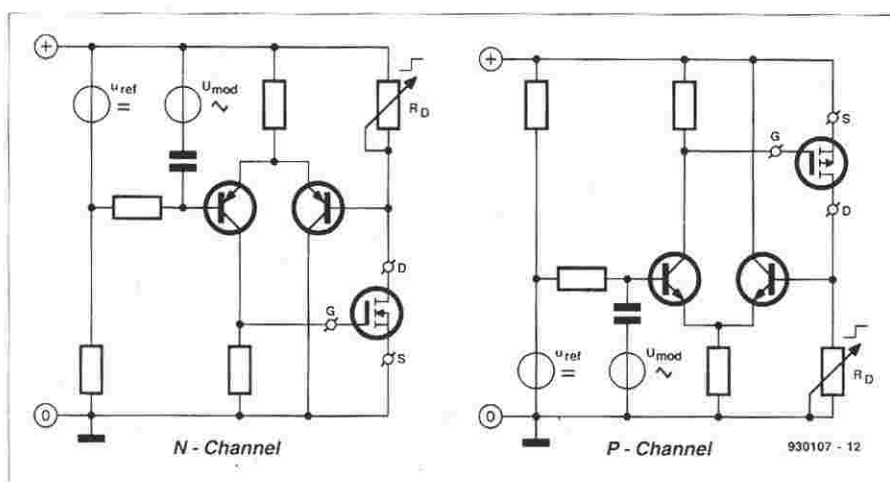 +
u ref
=
U mod
~
R D
D
G
S
0
N - Channel
+
S
G
D
u ref
=
U mod
~
R D
0
P - Channel
930107 - 12